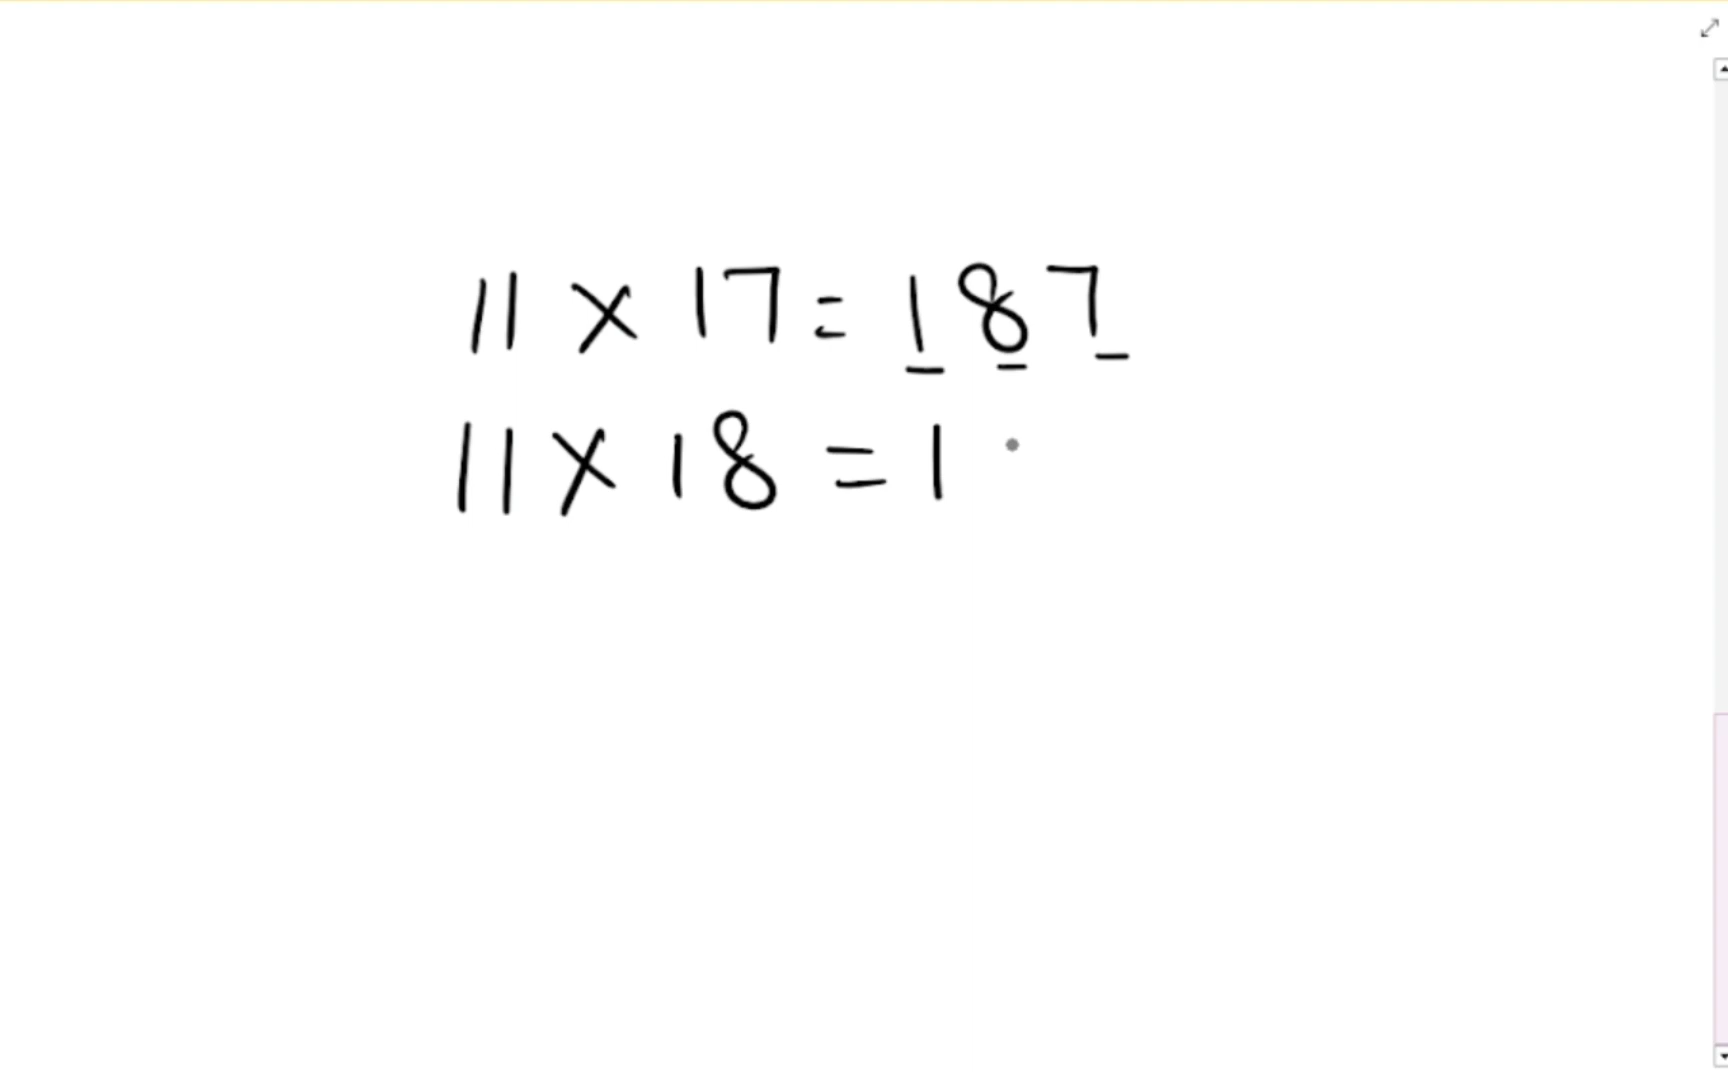 11 × 17 = 187
11 × 18 = 1